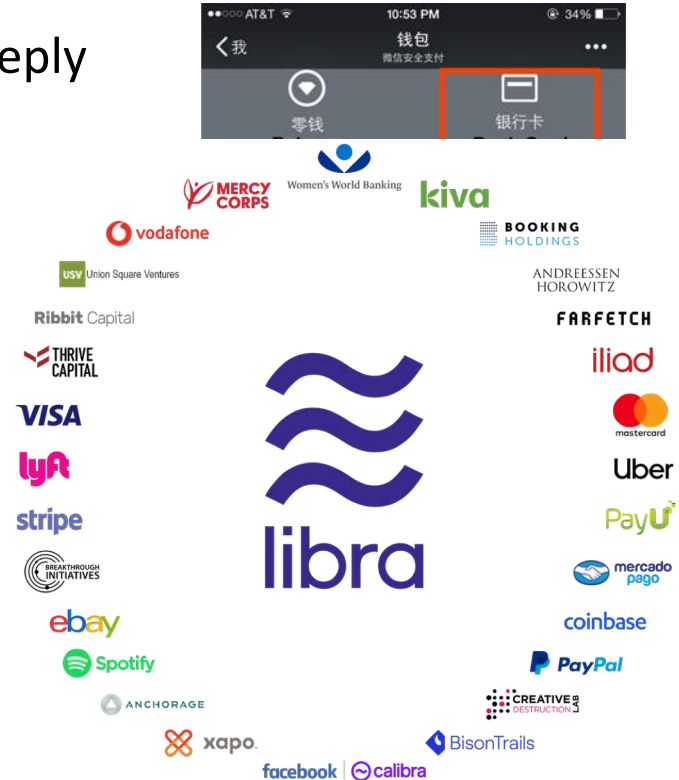 eply
AT&T 10:53 PM 34%
我 钱包
微信安全支付
零钱 银行卡
Women's World Banking
MERCY
CORPS
kiva
vodafone
BOOKING
HOLDINGS
USV Union Square Ventures
ANDREESSEN
HOROWITZ
Ribbit Capital
FARFETCH
THRIVE
CAPITAL
iliad
VISA
mastercard
lyft
Uber
stripe
PayU
libra
BREAKTHROUGH
INITIATIVES
mercado
pago
ebay
coinbase
Spotify
PayPal
ANCHORAGE
CREATIVE
DESTRUCTION LAB
xapo.
BisonTrails
facebook | calibra